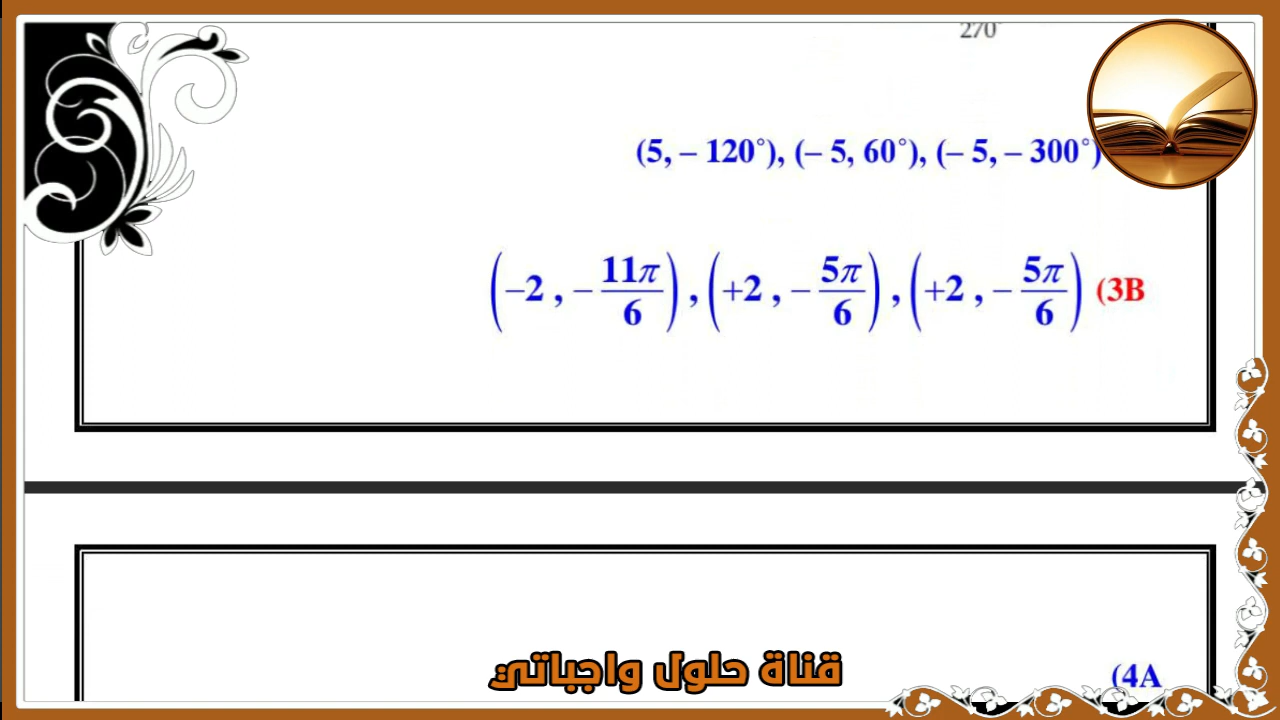 270°
(5, – 120°), (– 5, 60°), (– 5, – 300°)
(–2 , – 11π/6) , (+2 , – 5π/6) , (+2 , – 5π/6) (3B
قناة حلول واجباتي
(4A